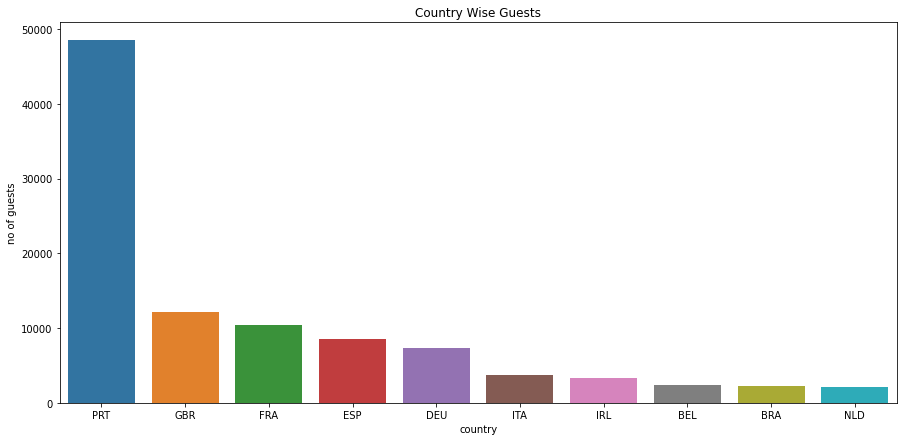 Country Wise Guests
50000
40000
30000
20000
10000
0
no of guests
PRT GBR FRA ESP DEU ITA IRL BEL BRA NLD
country